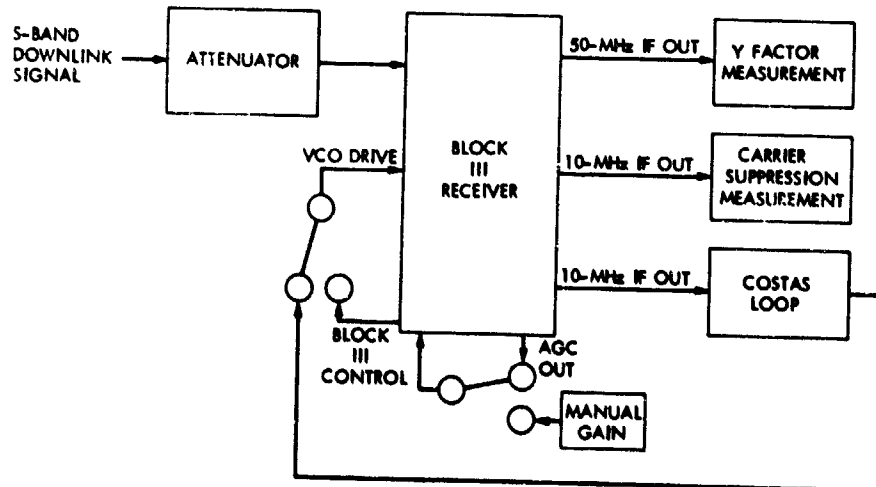 S-BAND
DOWNLINK
SIGNAL
ATTENUATOR
BLOCK
III
RECEIVER
50-MHz IF OUT
Y FACTOR
MEASUREMENT
VCO DRIVE
10-MHz IF OUT
CARRIER
SUPPRESSION
MEASUREMENT
10-MHz IF OUT
COSTAS
LOOP
BLOCK
III
CONTROL
AGC
OUT
MANUAL
GAIN